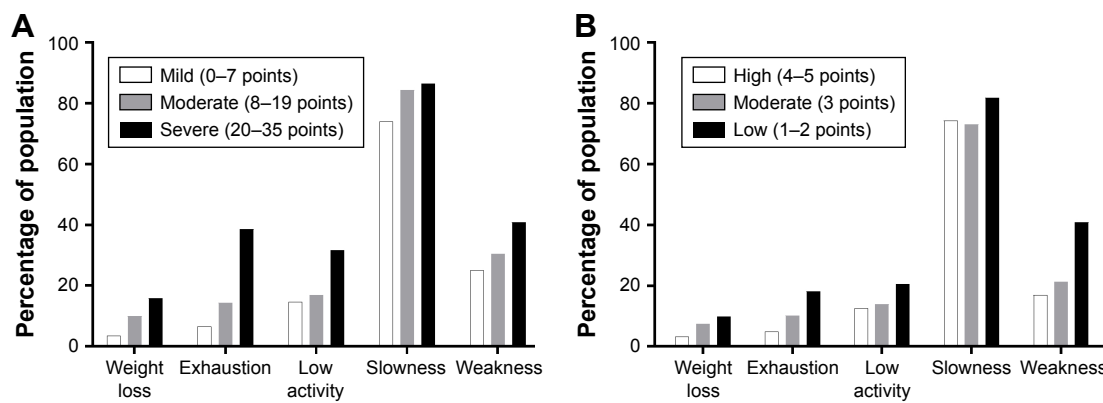 A
Percentage of population
100
80
60
40
20
0
Mild (0–7 points)
Moderate (8–19 points)
Severe (20–35 points)
Weight loss
Exhaustion
Low activity
Slowness
Weakness
B
Percentage of population
100
80
60
40
20
0
High (4–5 points)
Moderate (3 points)
Low (1–2 points)
Weight loss
Exhaustion
Low activity
Slowness
Weakness